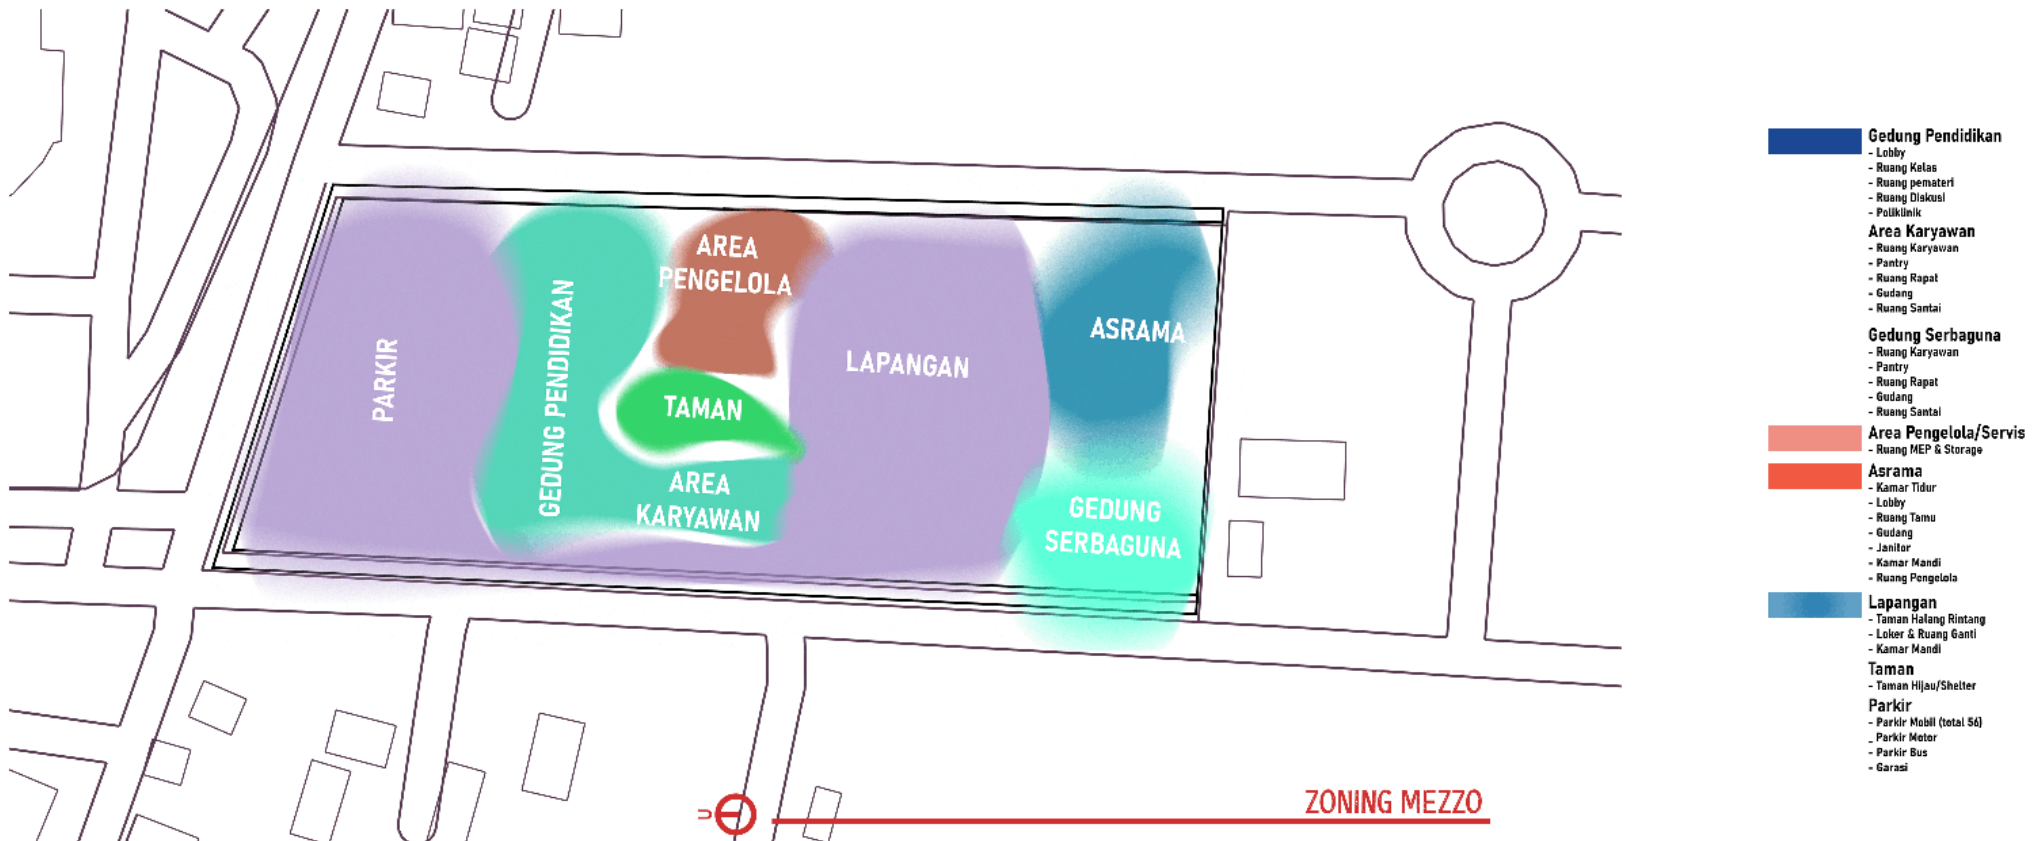 AREA
PENGELOLA
PARKIR
GEDUNG PENDIDIKAN
TAMAN
LAPANGAN
ASRAMA
AREA
KARYAWAN
GEDUNG
SERBAGUNA
U
ZONING MEZZO
Gedung Pendidikan
- Lobby
- Ruang Kelas
- Ruang pemateri
- Ruang Diskusi
- Poliklinik
Area Karyawan
- Ruang Karyawan
- Pantry
- Ruang Rapat
- Gudang
- Ruang Santai
Gedung Serbaguna
- Ruang Karyawan
- Pantry
- Ruang Rapat
- Gudang
- Ruang Santai
Area Pengelola/Servis
- Ruang MEP & Storage
Asrama
- Kamar Tidur
- Lobby
- Ruang Tamu
- Gudang
- Janitor
- Kamar Mandi
- Ruang Pengelola
Lapangan
- Taman Halang Rintang
- Loker & Ruang Ganti
- Kamar Mandi
Taman
- Taman Hijau/Shelter
Parkir
- Parkir Mobil (total 56)
- Parkir Motor
- Parkir Bus
- Garasi